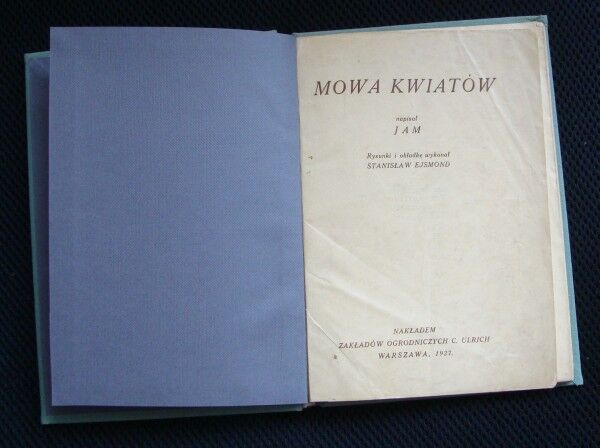 MOWA KWIATÓW
napisał
JAM
Rysunki i okładkę wykonał
STANISŁAW EJSMOND
NAKŁADEM
ZAKŁADÓW OGRODNICZYCH C. ULRICH
WARSZAWA, 1927.